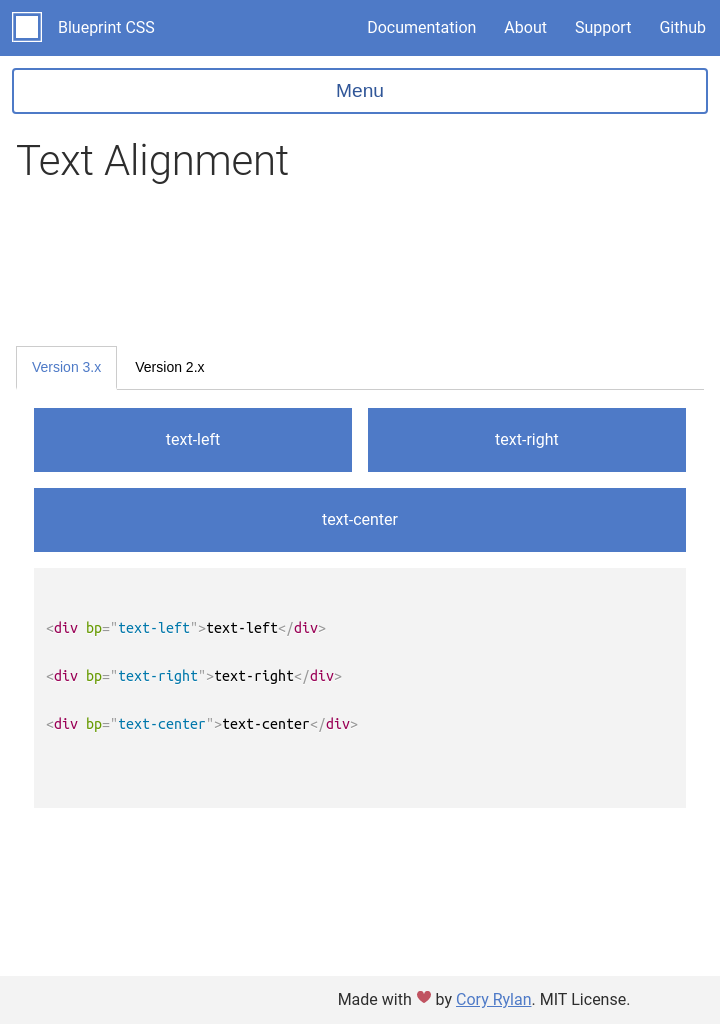 Blueprint CSS Documentation About Support Github
Menu
Text Alignment
Version 3.x Version 2.x
text-left text-right
text-center
<div bp="text-left">text-left</div>
<div bp="text-right">text-right</div>
<div bp="text-center">text-center</div>
Made with ❤ by Cory Rylan. MIT License.